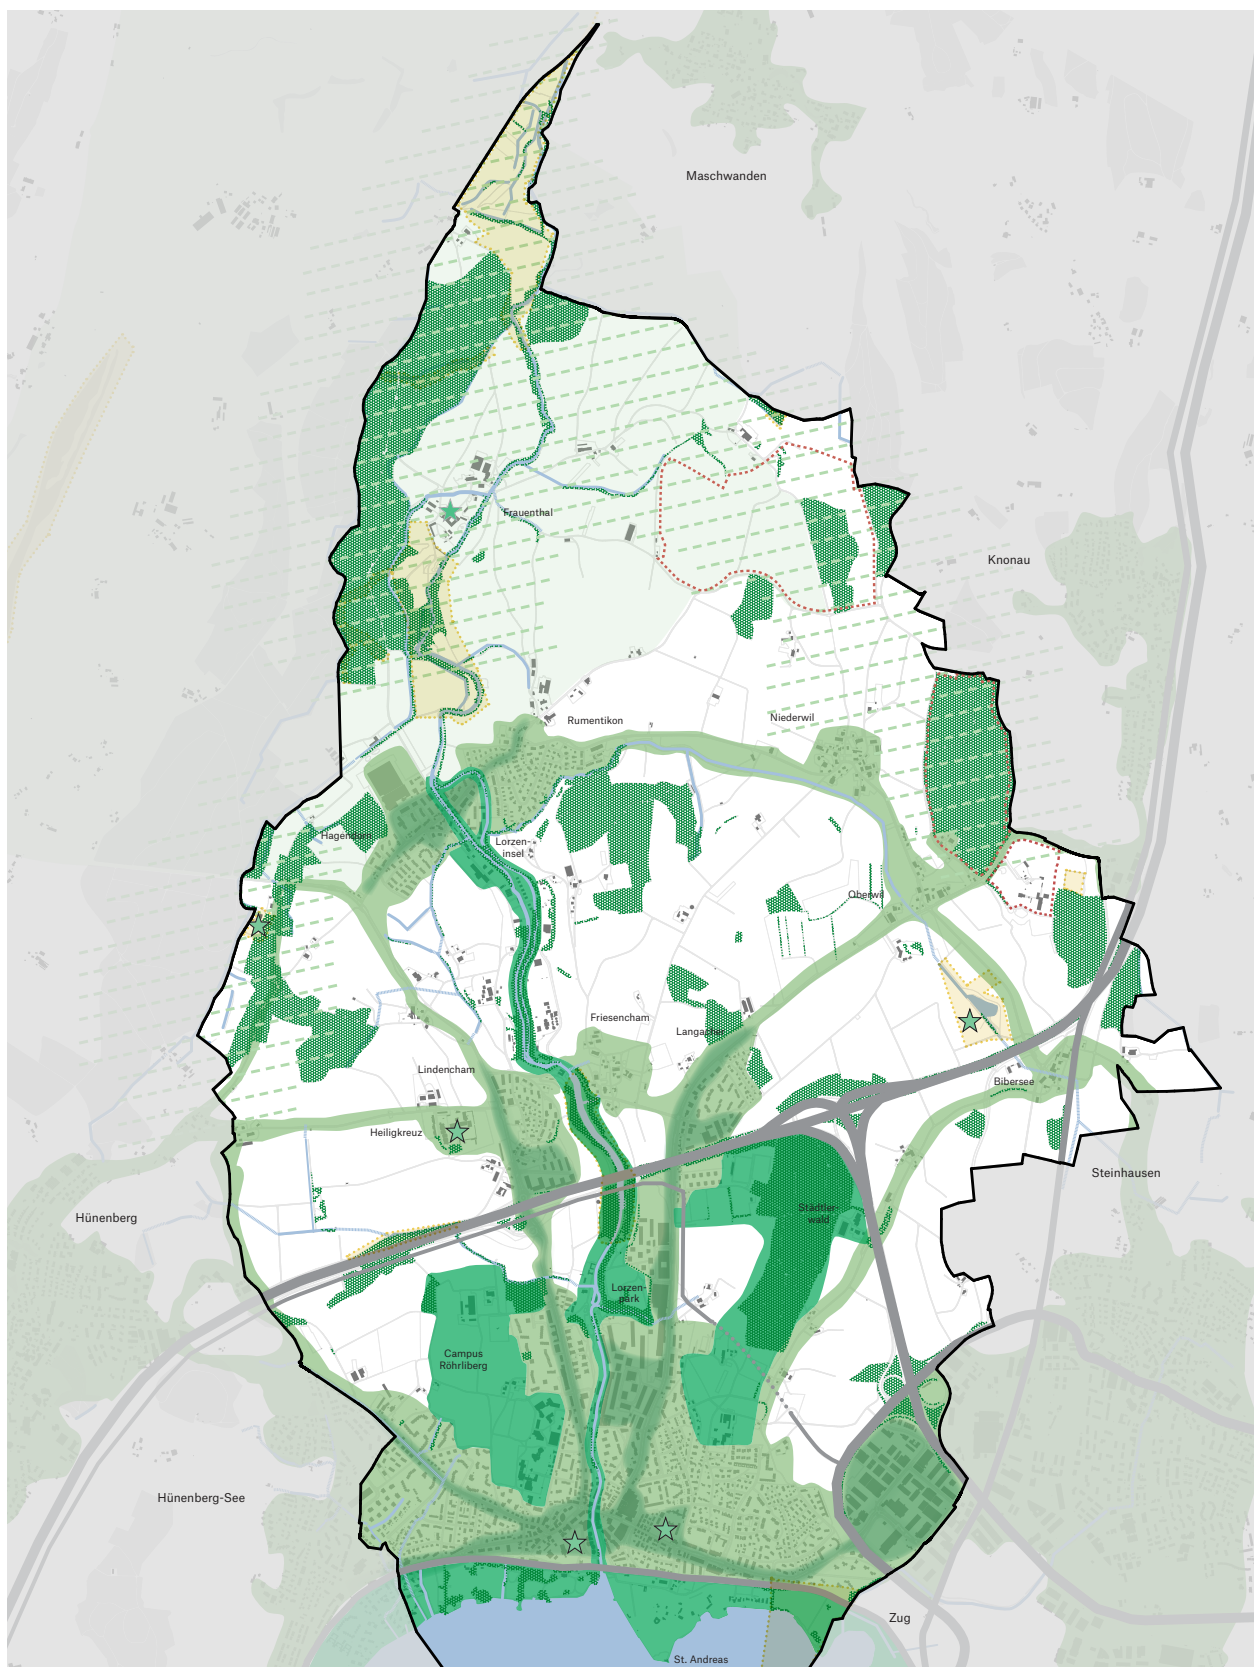 Maschwanden
Frauenthal
Knonau
Rumentikon
Niederwil
Hagendorn
Lorzen-
insel
Oberwil
Friesencham
Langacher
Lindencham
Bibersee
Heiligkreuz
Steinhausen
Hünenberg
Städtler-
wald
Lorzen-
park
Campus
Röhrliberg
Hünenberg-See
Zug
St. Andreas